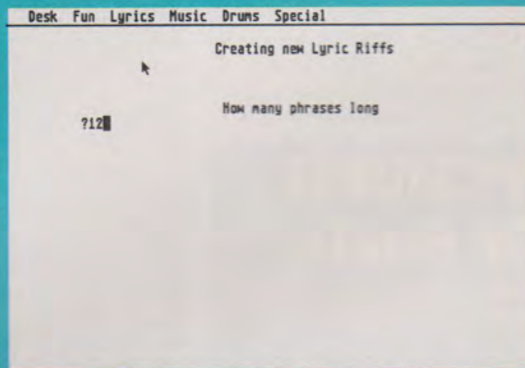 Desk Fun Lyrics Music Drums Special
Creating new Lyric Riffs
How many phrases long
?12